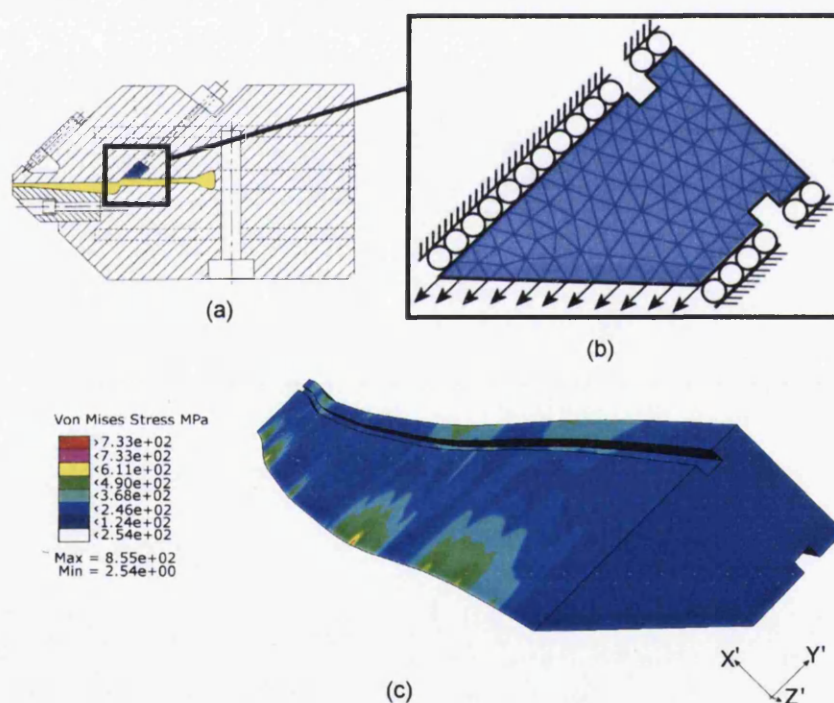 (a)
(b)
Von Mises Stress MPa
>7.33e+02
<7.33e+02
<6.11e+02
<4.90e+02
<3.68e+02
<2.46e+02
<1.24e+02
<2.54e+02
Max = 8.55e+02
Min = 2.54e+00
X'
Y'
Z'
(c)